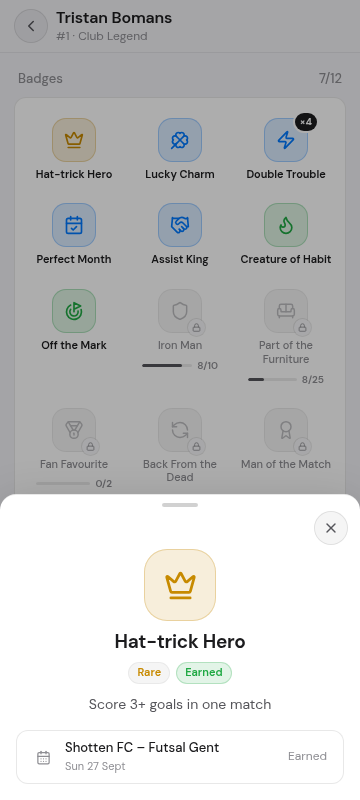 Tristan Bomans
#1 · Club Legend
Badges 7/12
×4
Hat-trick Hero Lucky Charm Double Trouble
Perfect Month Assist King Creature of Habit
Off the Mark Iron Man Part of the
Furniture
8/10
8/25
Fan Favourite Back From the Man of the Match
Dead
0/2
Hat-trick Hero
Rare Earned
Score 3+ goals in one match
Shotten FC – Futsal Gent
Earned
Sun 27 Sept